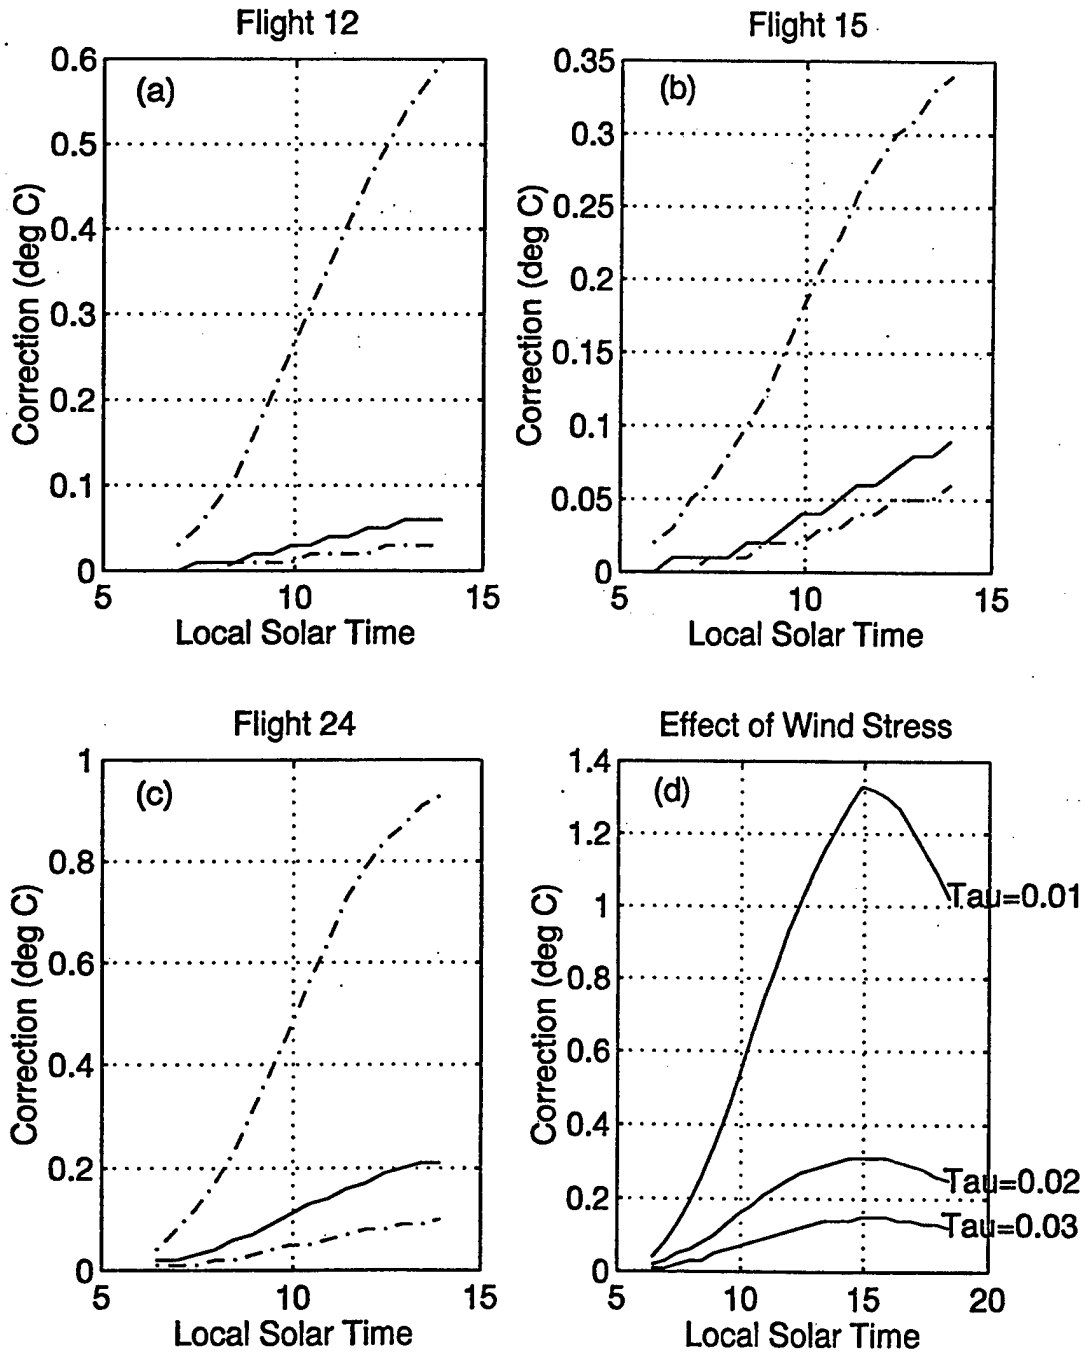 Flight 12
(a)
0.6
0.5
0.4
0.3
0.2
0.1
0
Correction (deg C)
5 10 15
Local Solar Time
Flight 15
(b)
0.35
0.3
0.25
0.2
0.15
0.1
0.05
0
Correction (deg C)
5 10 15
Local Solar Time
Flight 24
(c)
1
0.8
0.6
0.4
0.2
0
Correction (deg C)
5 10 15
Local Solar Time
Effect of Wind Stress
(d)
1.4
1.2
1
0.8
0.6
0.4
0.2
0
Correction (deg C)
Tau=0.01
Tau=0.02
Tau=0.03
5 10 15 20
Local Solar Time